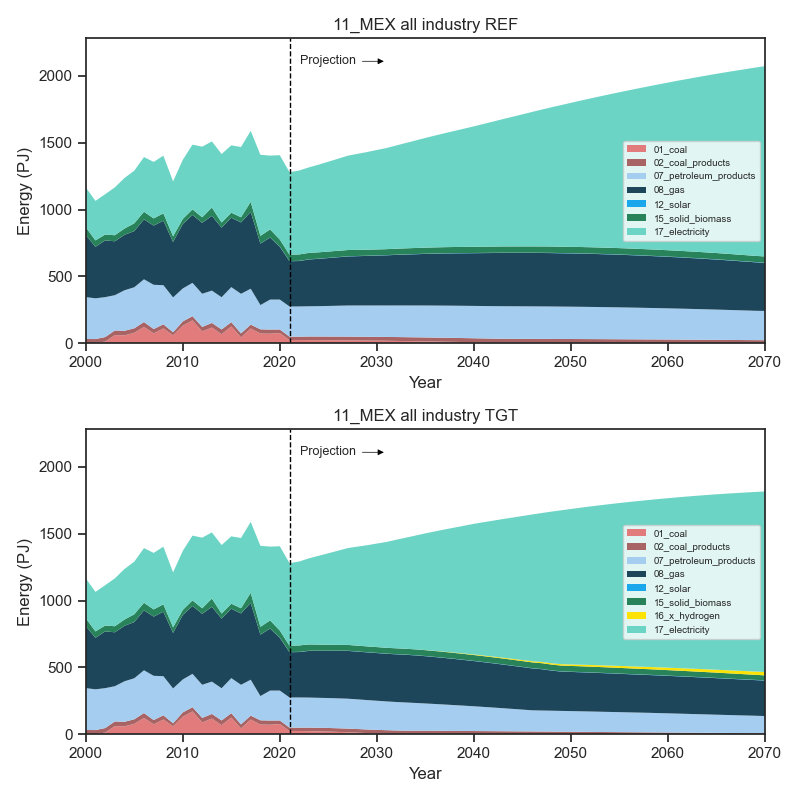 11_MEX all industry REF
Projection
2000
1500
1000
500
0
Energy (PJ)
01_coal
02_coal_products
07_petroleum_products
08_gas
12_solar
15_solid_biomass
17_electricity
2000 2010 2020 2030 2040 2050 2060 2070
Year
11_MEX all industry TGT
Projection
2000
1500
1000
500
0
Energy (PJ)
01_coal
02_coal_products
07_petroleum_products
08_gas
12_solar
15_solid_biomass
16_x_hydrogen
17_electricity
2000 2010 2020 2030 2040 2050 2060 2070
Year